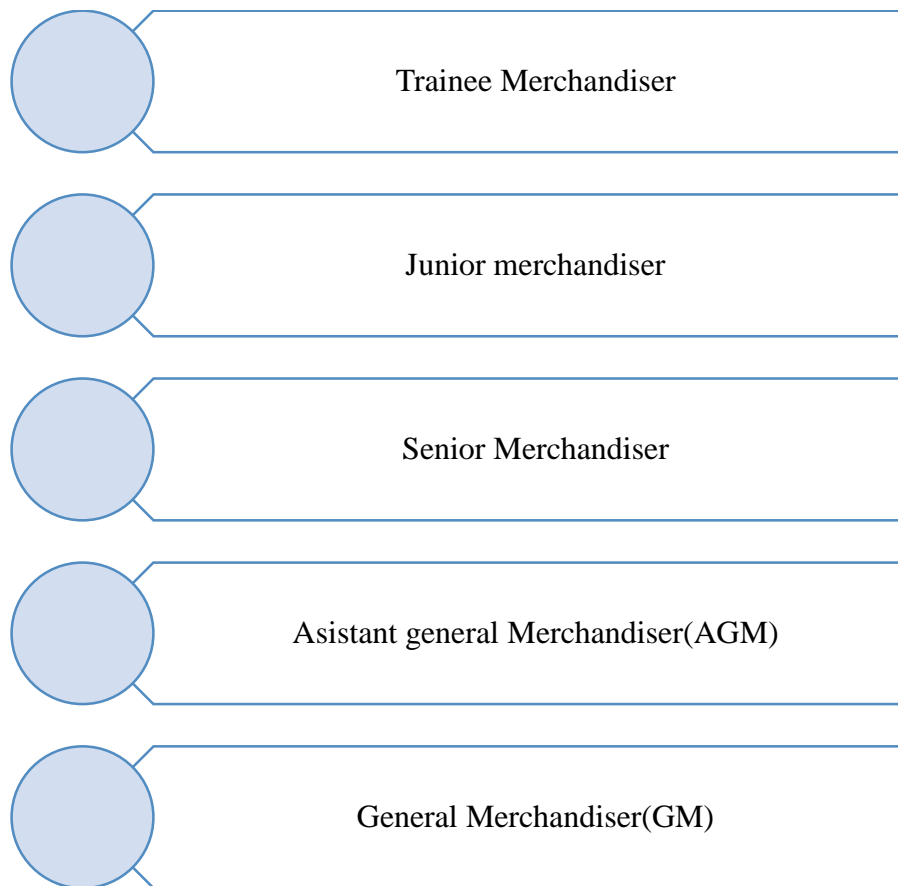 Trainee Merchandiser
Junior merchandiser
Senior Merchandiser
Asistant general Merchandiser(AGM)
General Merchandiser(GM)